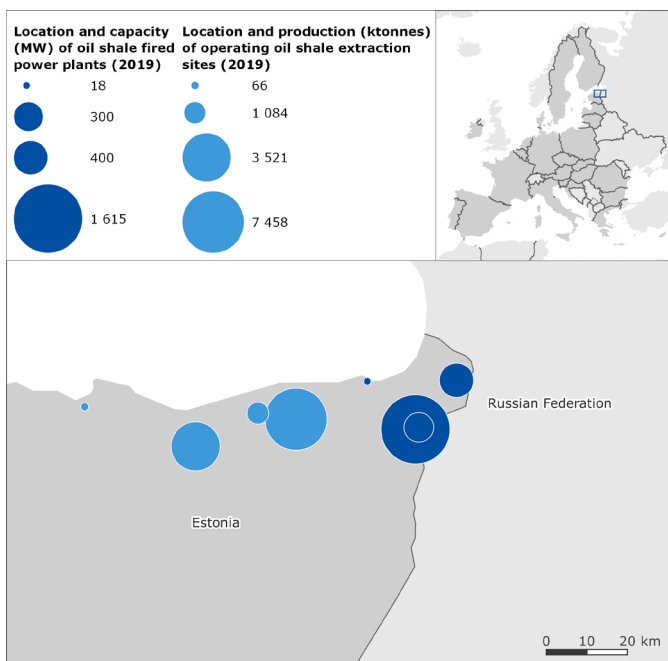 Location and capacity
(MW) of oil shale fired
power plants (2019)
18
300
400
1 615
Location and production (ktonnes)
of operating oil shale extraction
sites (2019)
66
1 084
3 521
7 458
Russian Federation
Estonia
0 10 20 km